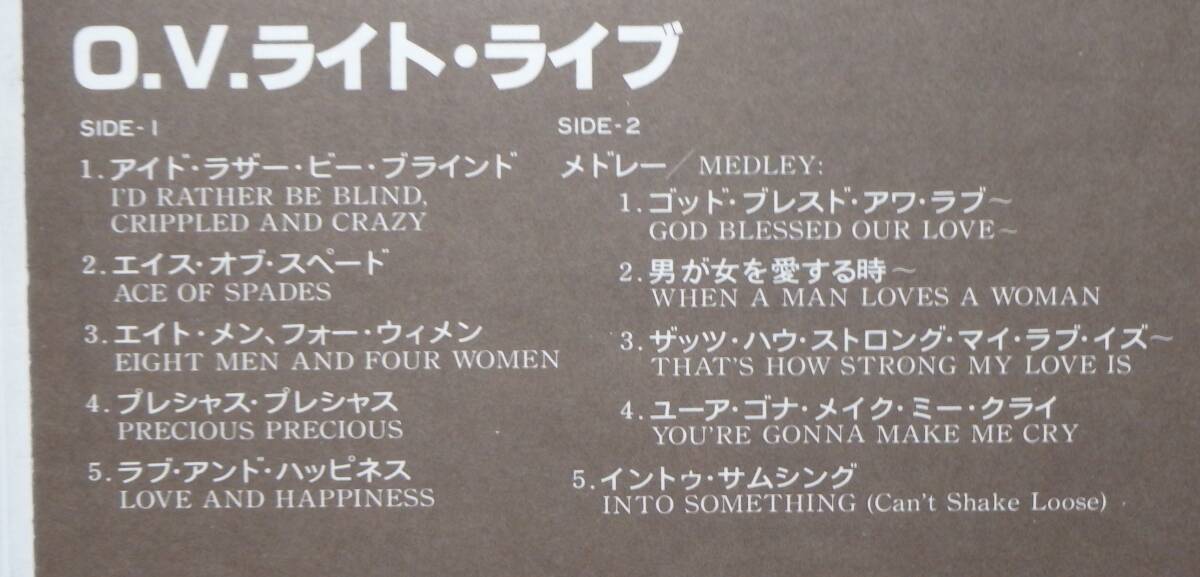 O.V.ライト・ライブ
SIDE-1
1.アイド・ラザー・ビー・ブラインド
I'D RATHER BE BLIND,
CRIPPLED AND CRAZY
2.エイス・オブ・スペード
ACE OF SPADES
3.エイト・メン、フォー・ウィメン
EIGHT MEN AND FOUR WOMEN
4.プレシャス・プレシャス
PRECIOUS PRECIOUS
5.ラブ・アンド・ハッピネス
LOVE AND HAPPINESS
SIDE-2
メドレー/MEDLEY:
1.ゴッド・ブレスド・アワ・ラブ〜
GOD BLESSED OUR LOVE〜
2.男が女を愛する時〜
WHEN A MAN LOVES A WOMAN
3.ザッツ・ハウ・ストロング・マイ・ラブ・イズ〜
THAT'S HOW STRONG MY LOVE IS
4.ユーア・ゴナ・メイク・ミー・クライ
YOU'RE GONNA MAKE ME CRY
5.イントゥ・サムシング
INTO SOMETHING (Can't Shake Loose)